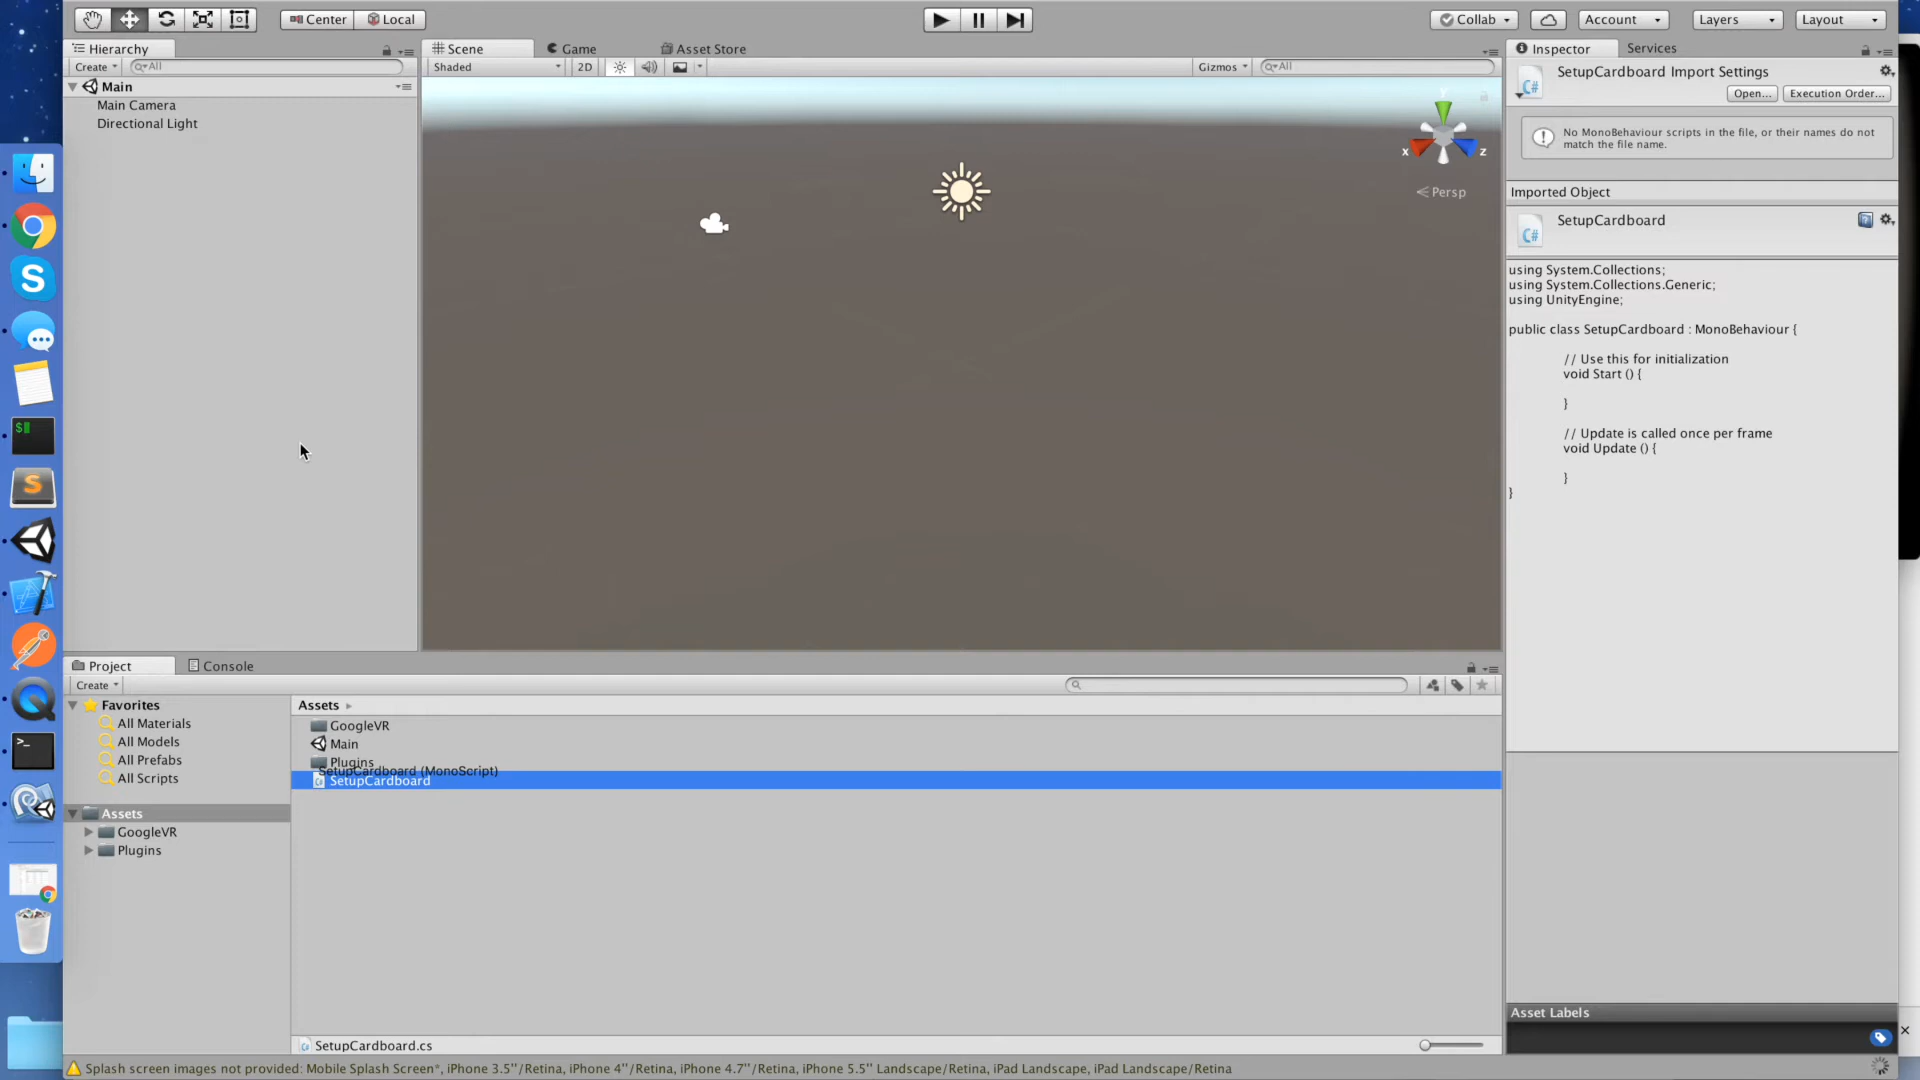 Center
Local
Collab
Account
Layers
Layout
Hierarchy
Scene
Game
Asset Store
Inspector
Services
Create
All
Shaded
2D
Gizmos
All
SetupCardboard Import Settings
Open...
Execution Order...
Main
Main Camera
Directional Light
y
x
z
Persp
No MonoBehaviour scripts in the file, or their names do not
match the file name.
Imported Object
SetupCardboard
C#
C#
using System.Collections;
using System.Collections.Generic;
using UnityEngine;
public class SetupCardboard : MonoBehaviour {
// Use this for initialization
void Start () {
}
// Update is called once per frame
void Update () {
}
}
Project
Console
Create
Favorites
All Materials
All Models
All Prefabs
All Scripts
Assets
GoogleVR
Plugins
Assets
GoogleVR
Main
Plugins
SetupCardboard (MonoScript)
SetupCardboard
SetupCardboard.cs
Asset Labels
Splash screen images not provided: Mobile Splash Screen*, iPhone 3.5''/Retina, iPhone 4''/Retina, iPhone 4.7''/Retina, iPhone 5.5'' Landscape/Retina, iPad Landscape, iPad Landscape/Retina